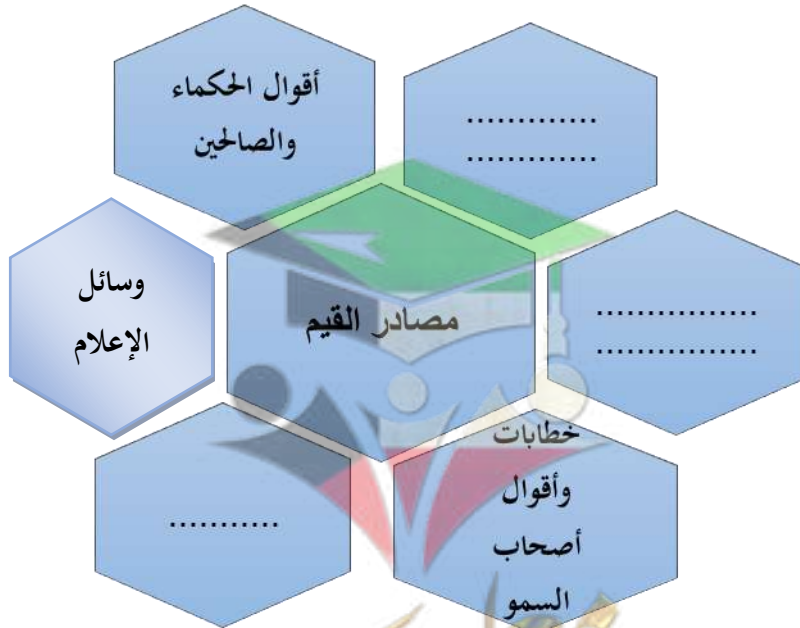 أقوال الحكماء
والصالحين
.............
.............
وسائل
الإعلام
مصادر القيم
................
................
...........
خطابات
وأقوال
أصحاب
السمو